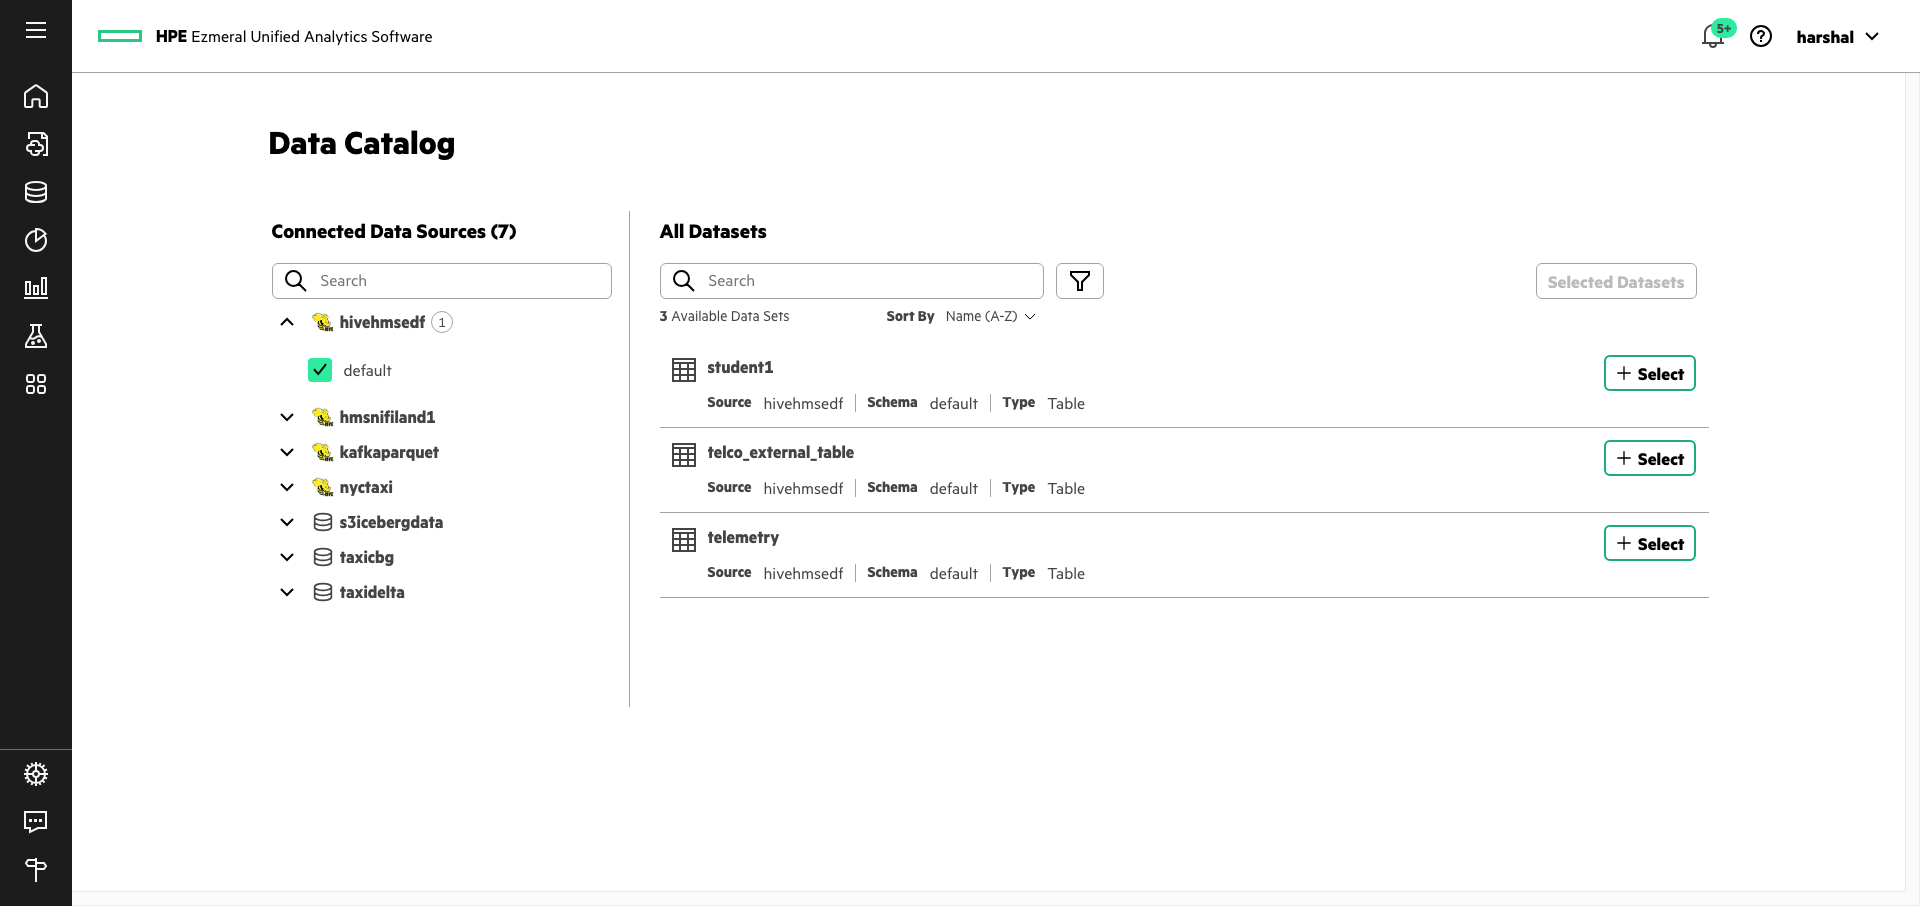 HPE Ezmeral Unified Analytics Software
5+
harshal
Data Catalog
Connected Data Sources (7)
Search
hivehmsedf 1
default
hmsnifiland1
kafkaparquet
nyctaxi
s3icebergdata
taxicbg
taxidelta
All Datasets
Search
Selected Datasets
3 Available Data Sets
Sort By Name (A-Z)
student1
Select
Source hivehmsedf Schema default Type Table
telco_external_table
Select
Source hivehmsedf Schema default Type Table
telemetry
Select
Source hivehmsedf Schema default Type Table